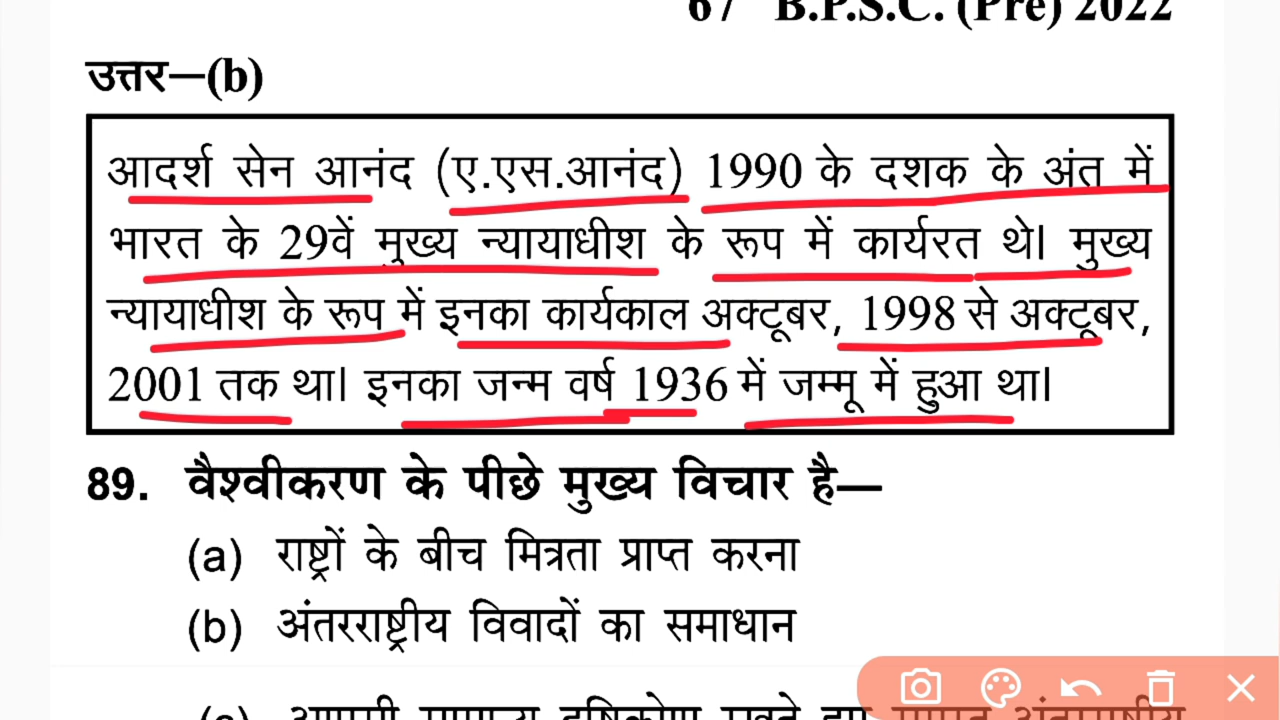 67 B.P.S.C. (Pre) 2022
उत्तर–(b)
आदर्श सेन आनंद (ए.एस.आनंद) 1990 के दशक के अंत में
भारत के 29वें मुख्य न्यायाधीश के रूप में कार्यरत थे। मुख्य
न्यायाधीश के रूप में इनका कार्यकाल अक्टूबर, 1998 से अक्टूबर,
2001 तक था। इनका जन्म वर्ष 1936 में जम्मू में हुआ था।
89. वैश्वीकरण के पीछे मुख्य विचार है—
(a) राष्ट्रों के बीच मित्रता प्राप्त करना
(b) अंतरराष्ट्रीय विवादों का समाधान